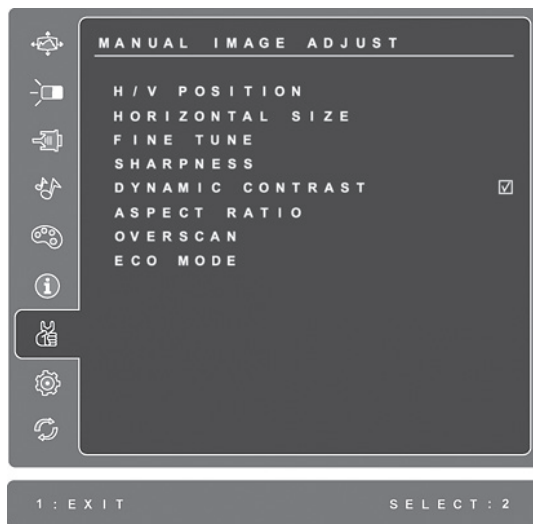 MANUAL IMAGE ADJUST
H/V POSITION
HORIZONTAL SIZE
FINE TUNE
SHARPNESS
DYNAMIC CONTRAST ☑
ASPECT RATIO
OVERSCAN
ECO MODE
1:EXIT SELECT:2